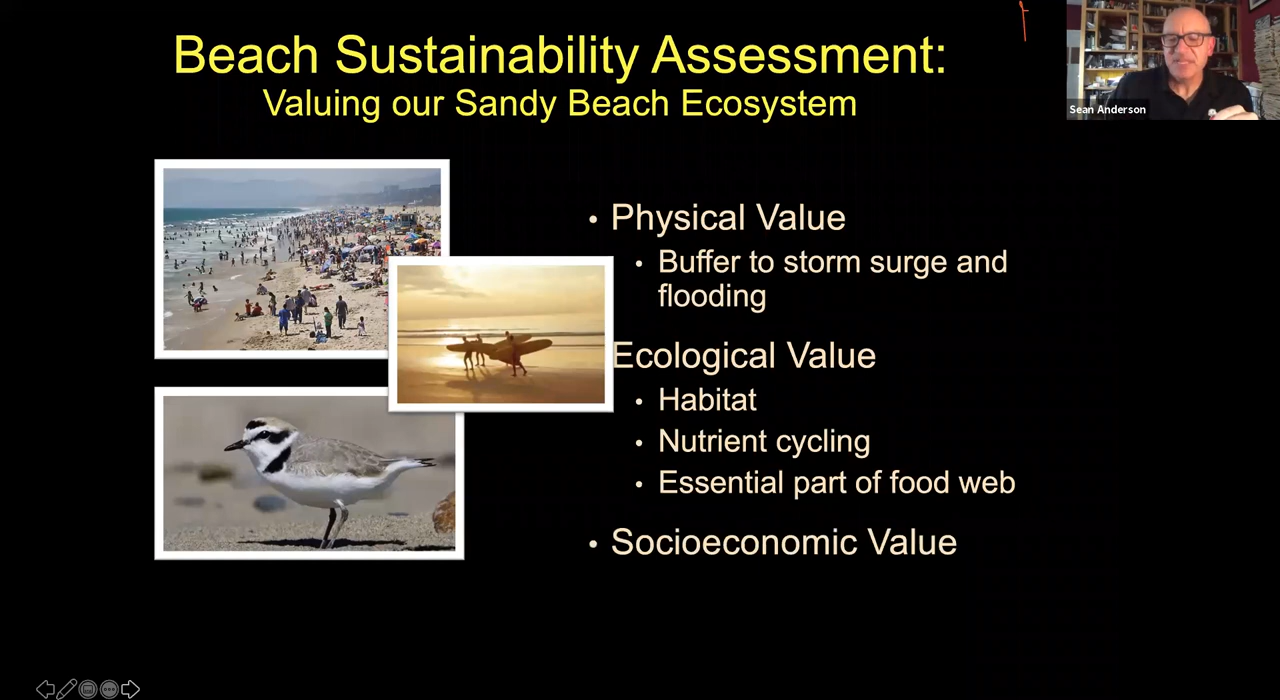 Beach Sustainability Assessment:
Valuing our Sandy Beach Ecosystem
Sean Anderson
• Physical Value
• Buffer to storm surge and
flooding
Ecological Value
• Habitat
• Nutrient cycling
• Essential part of food web
• Socioeconomic Value